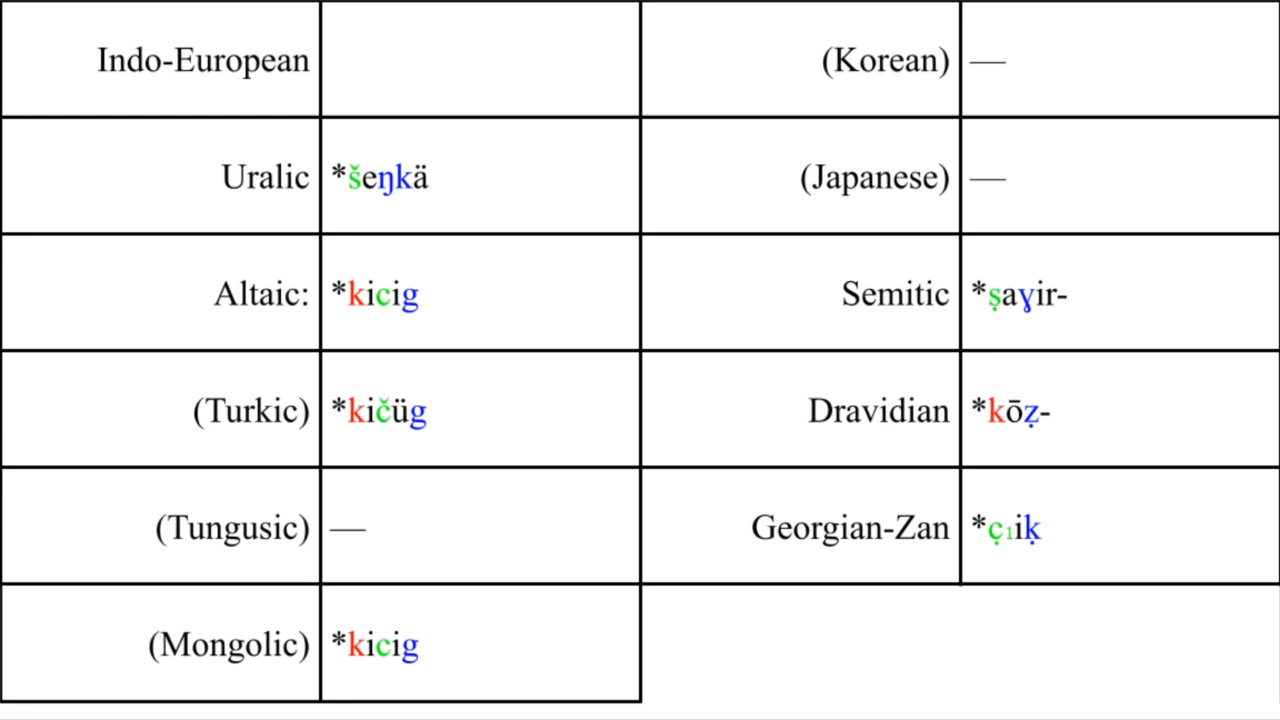 Indo-European (Korean) —
Uralic *šeŋkä (Japanese) —
Altaic: *kicig Semitic *ṣaɣir-
(Turkic) *kičüg Dravidian *kōẓ-
(Tungusic) — Georgian-Zan *c̣₁iḳ
(Mongolic) *kicig